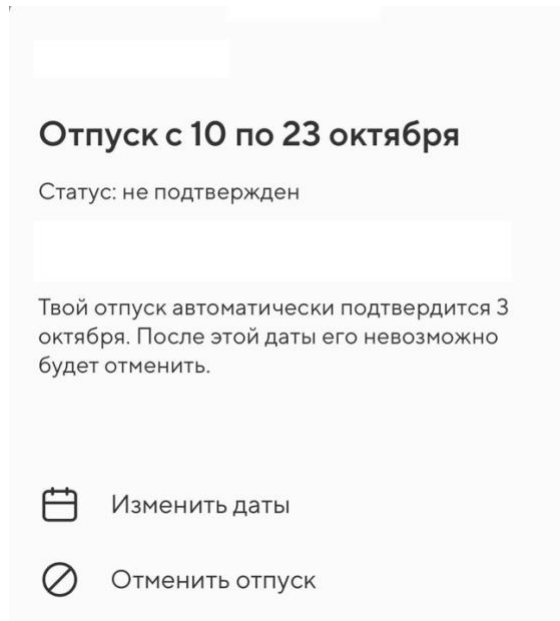 Отпуск с 10 по 23 октября
Статус: не подтвержден
Твой отпуск автоматически подтвердится 3
октября. После этой даты его невозможно
будет отменить.
Изменить даты
Отменить отпуск